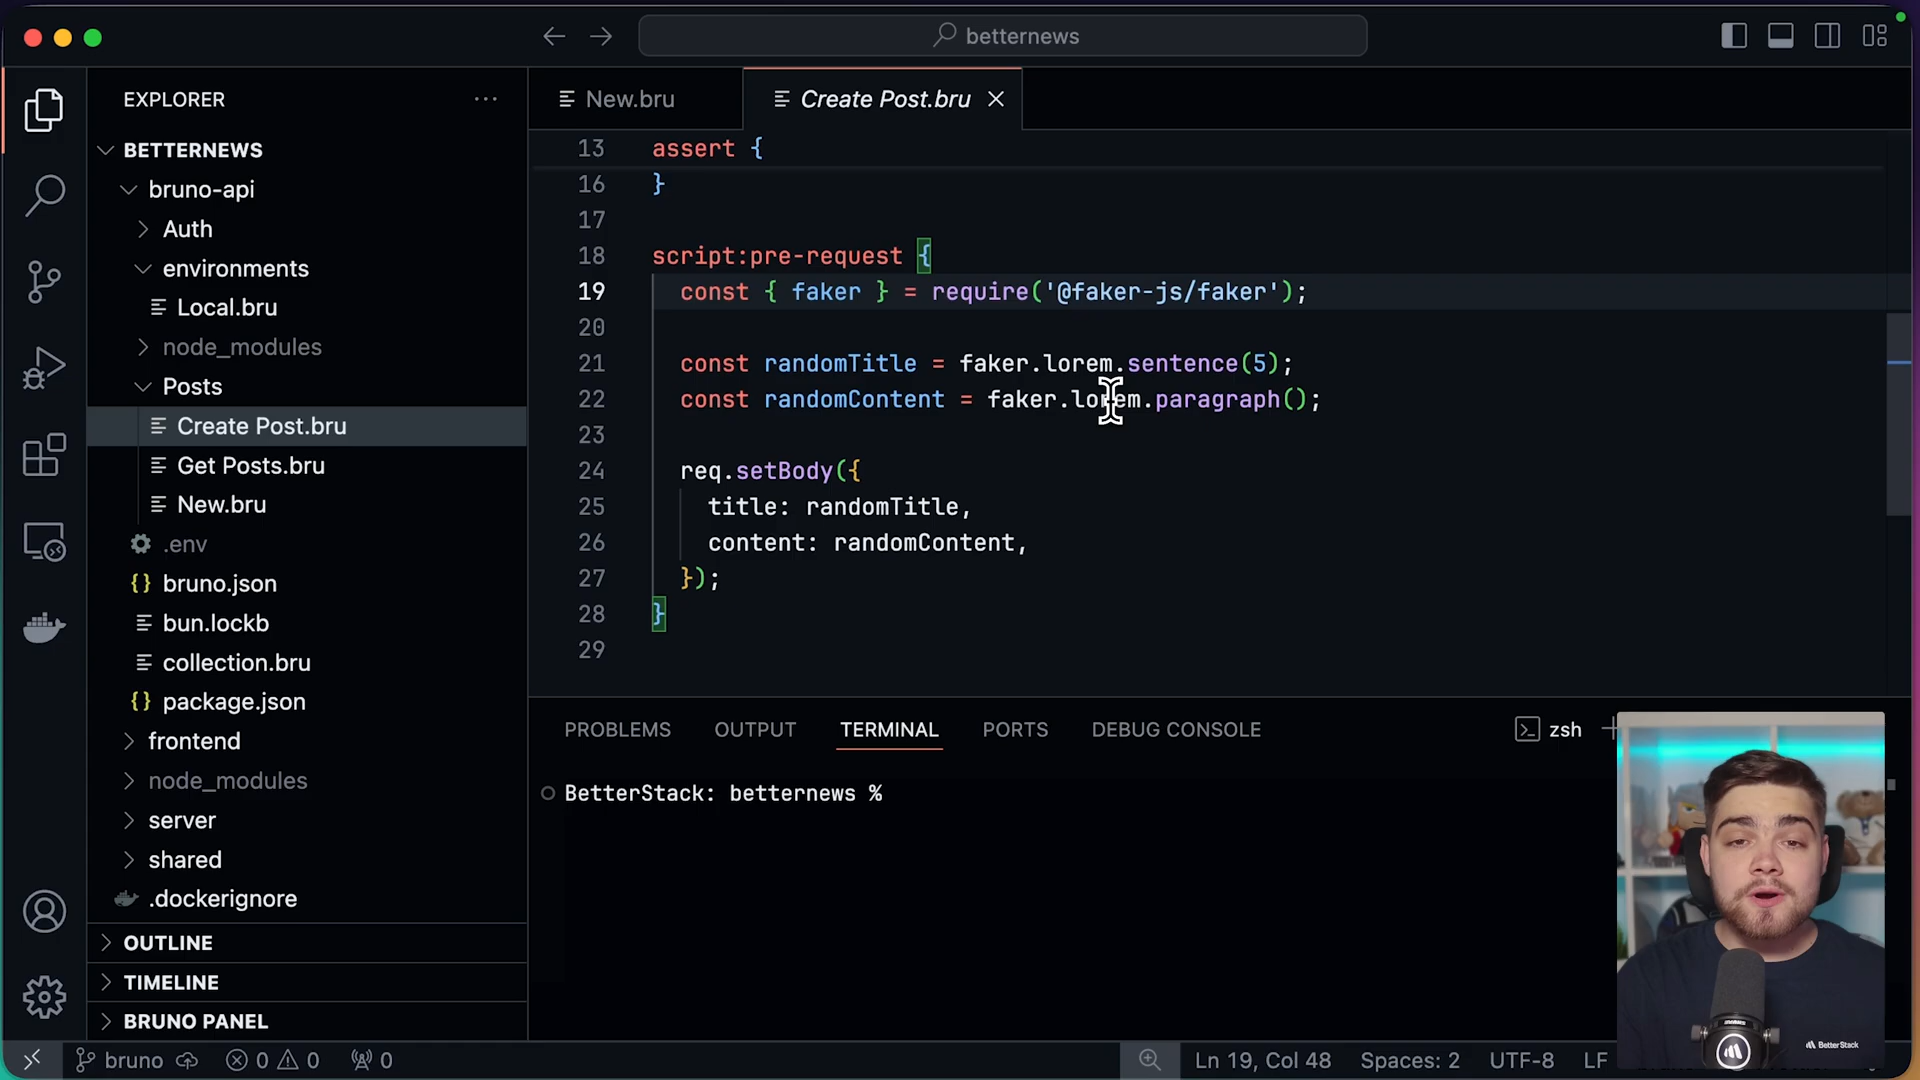 betternews
EXPLORER
BETTERNEWS
bruno-api
Auth
environments
Local.bru
node_modules
Posts
Create Post.bru
Get Posts.bru
New.bru
.env
bruno.json
bun.lockb
collection.bru
package.json
frontend
node_modules
server
shared
.dockerignore
OUTLINE
TIMELINE
BRUNO PANEL
New.bru
Create Post.bru
13 assert {
16 }
17
18 script:pre-request {
19 const { faker } = require('@faker-js/faker');
20
21 const randomTitle = faker.lorem.sentence(5);
22 const randomContent = faker.lorem.paragraph();
23
24 req.setBody({
25 title: randomTitle,
26 content: randomContent,
27 });
28 }
29
PROBLEMS OUTPUT TERMINAL PORTS DEBUG CONSOLE zsh
BetterStack: betternews %
BetterStack
bruno 0 0 0 Ln 19, Col 48 Spaces: 2 UTF-8 LF